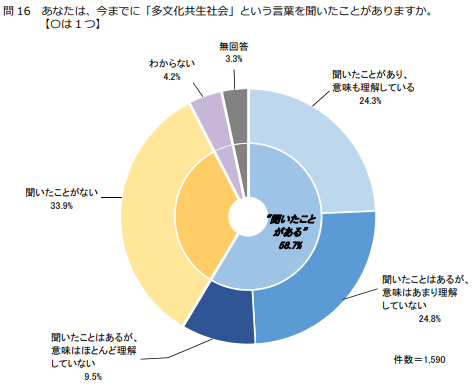 問16　あなたは、今までに「多文化共生社会」という言葉を聞いたことがありますか。
【〇は１つ】
無回答
3.3%
わからない
4.2%
聞いたことがあり、
意味も理解している
24.3%
聞いたことがない
33.9%
“聞いたこと
がある”
58.7%
聞いたことはあるが、
意味はあまり理解
していない
24.8%
聞いたことはあるが、
意味はほとんど理解
していない
9.5%
件数＝1,590